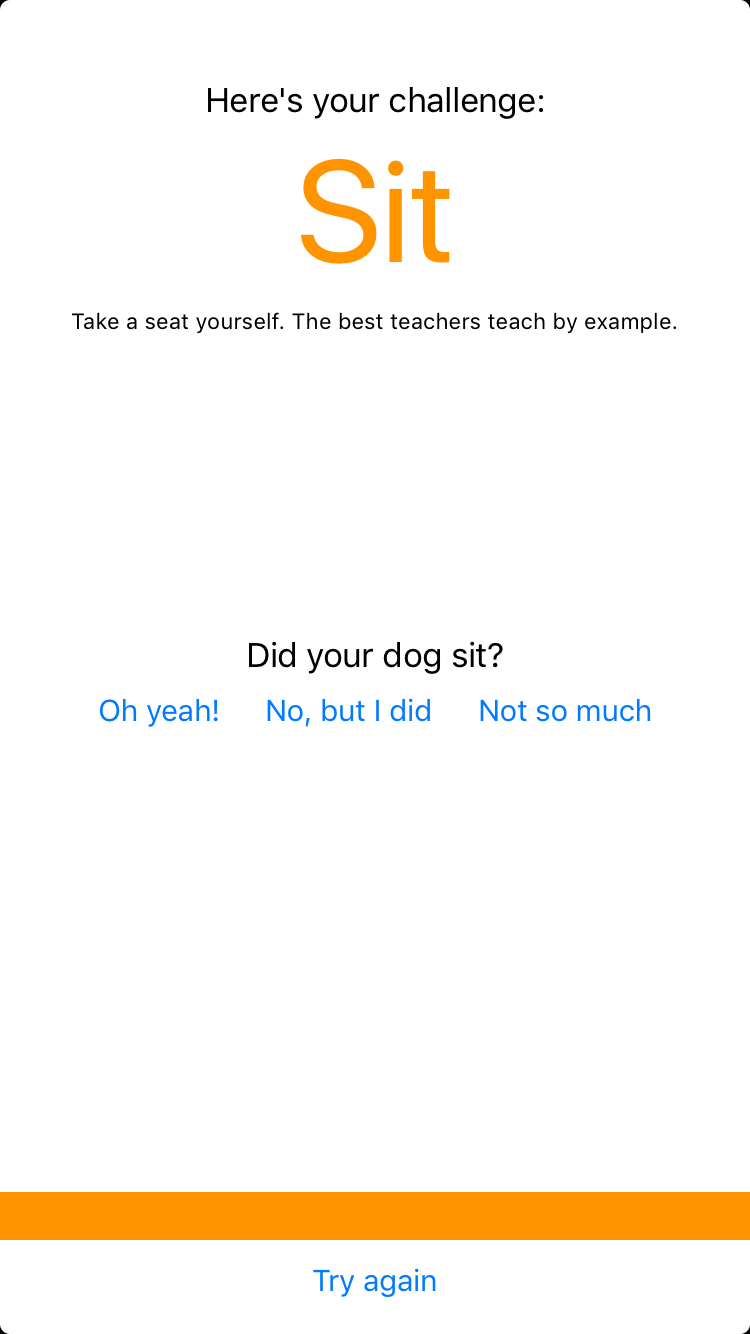 Here's your challenge:
Sit
Take a seat yourself. The best teachers teach by example.
Did your dog sit?
Oh yeah! No, but I did Not so much
Try again